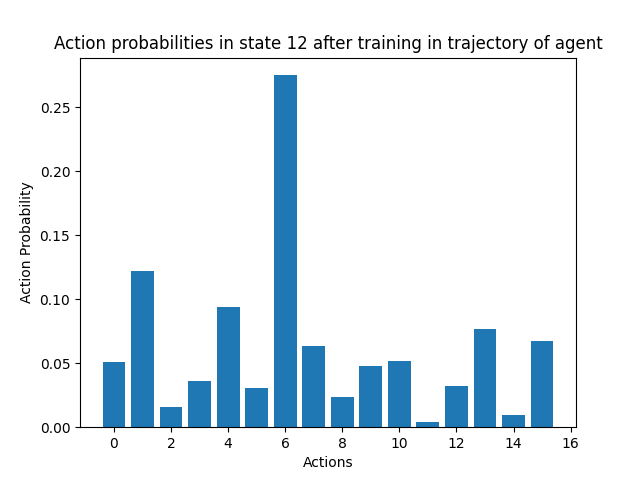 Action probabilities in state 12 after training in trajectory of agent
0.25
0.20
0.15
0.10
0.05
0.00
Action Probability
0 2 4 6 8 10 12 14 16
Actions